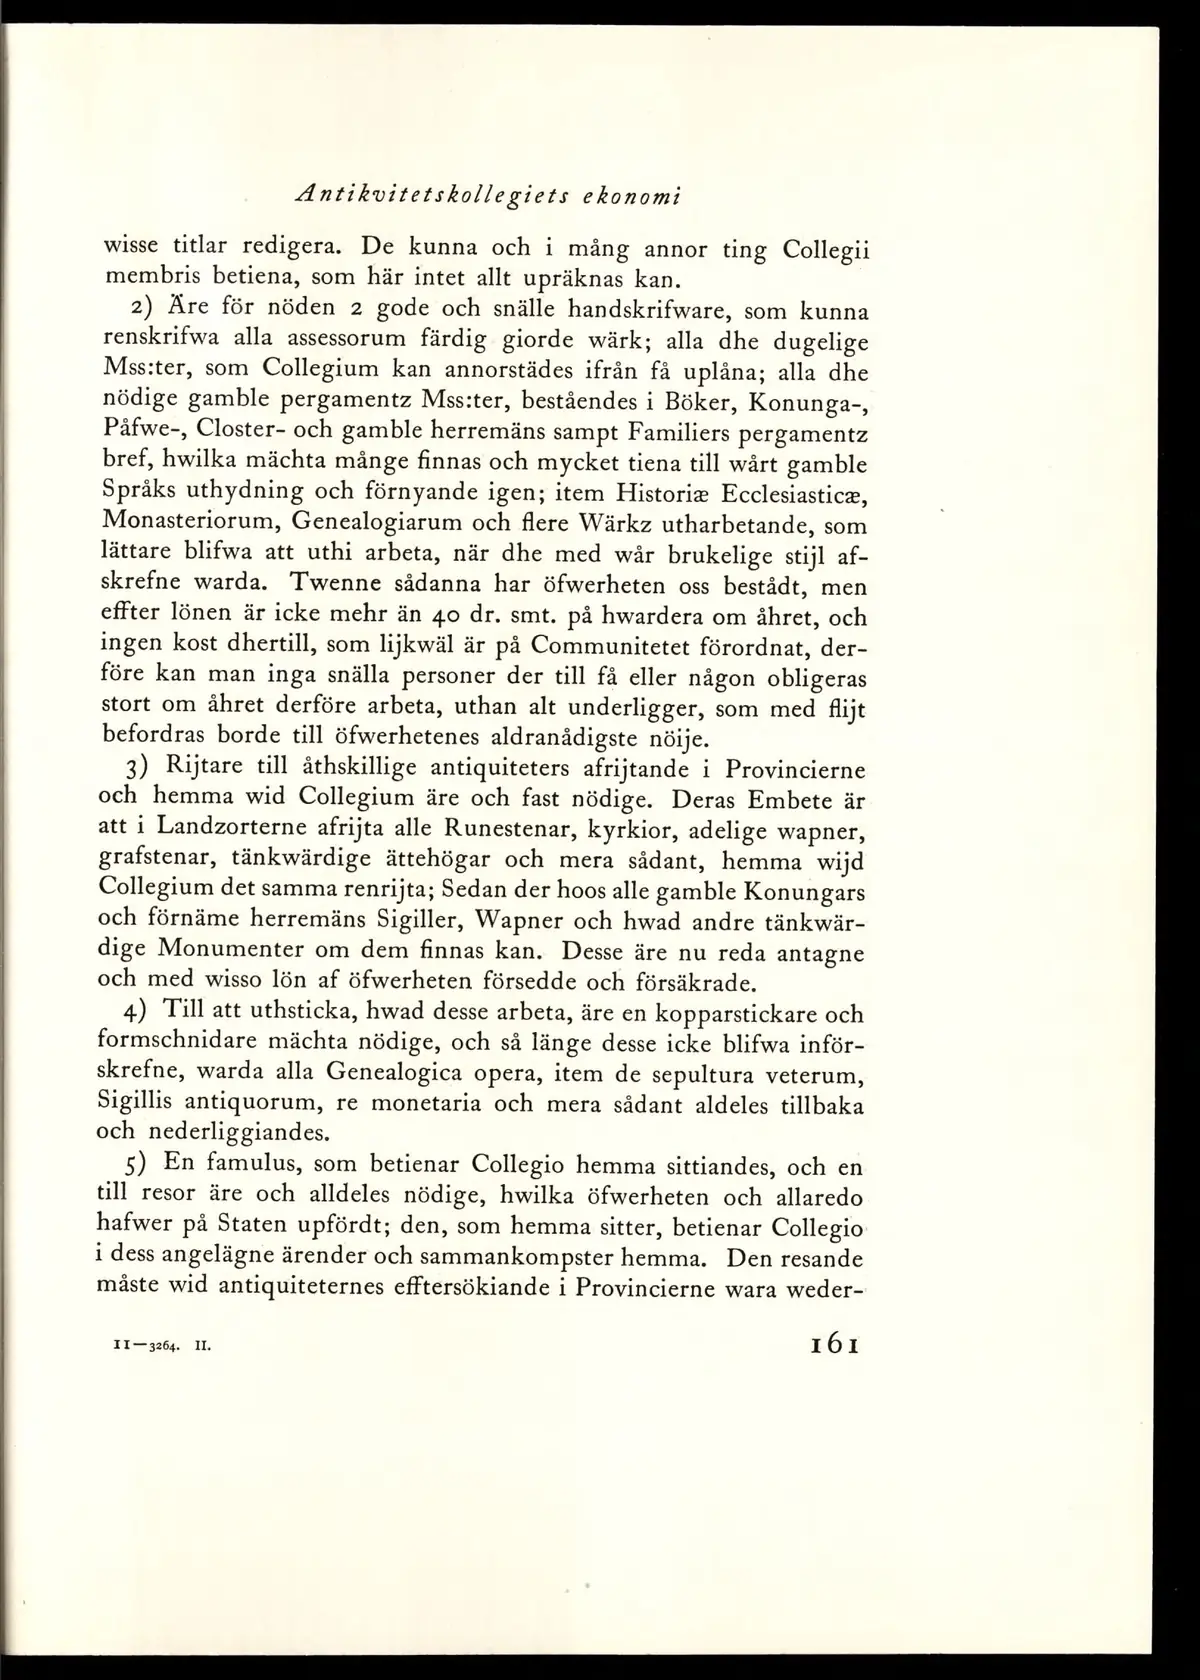 Antikvitetskollegiets ekonomi
wisse titlar redigera. De kunna och i mång annor ting Collegii
membris betiena, som här intet allt upräknas kan.
2) Äre för nöden 2 gode och snälle handskrifware, som kunna
renskrifwa alla assessorum färdig giorde wärk; alla dhe dugelige
Mss:ter, som Collegium kan annorstädes ifrån få uplåna; alla dhe
nödige gamble pergamentz Mss:ter, beståendes i Böker, Konunga-,
Påfwe-, Closter- och gamble herremäns sampt Familiers pergamentz
bref, hwilka mächta månge finnas och mycket tiena till wårt gamble
Språks uthydning och förnyande igen; item Historiæ Ecclesiasticæ,
Monasteriorum, Genealogiarum och flere Wärkz utharbetande, som
lättare blifwa att uthi arbeta, när dhe med wår brukelige stijl af-
skrefne warda. Twenne sådanna har öfwerheten oss bestådt, men
effter lönen är icke mehr än 40 dr. smt. på hwardera om åhret, och
ingen kost dhertill, som lijkwäl är på Communitetet förordnat, der-
före kan man inga snälla personer der till få eller någon obligeras
stort om åhret derföre arbeta, uthan alt underligger, som med flijt
befordras borde till öfwerhetenes aldranådigste nöije.
3) Rijtare till åthskillige antiquiteters afrijtande i Provincierne
och hemma wid Collegium äre och fast nödige. Deras Embete är
att i Landzorterne afrijta alle Runestenar, kyrkior, adelige wapner,
grafstenar, tänkwärdige ättehögar och mera sådant, hemma wijd
Collegium det samma renrijta; Sedan der hoos alle gamble Konungars
och förnäme herremäns Sigiller, Wapner och hwad andre tänkwär-
dige Monumenter om dem finnas kan. Desse äre nu reda antagne
och med wisso lön af öfwerheten försedde och försäkrade.
4) Till att uthsticka, hwad desse arbeta, äre en kopparstickare och
formschnidare mächta nödige, och så länge desse icke blifwa inför-
skrefne, warda alla Genealogica opera, item de sepultura veterum,
Sigillis antiquorum, re monetaria och mera sådant aldeles tillbaka
och nederliggiandes.
5) En famulus, som betienar Collegio hemma sittiandes, och en
till resor äre och alldeles nödige, hwilka öfwerheten och allaredo
hafwer på Staten upfördt; den, som hemma sitter, betienar Collegio
i dess angelägne ärender och sammankompster hemma. Den resande
måste wid antiquiteternes efftersökiande i Provincierne wara weder-
11—3264. II.
161